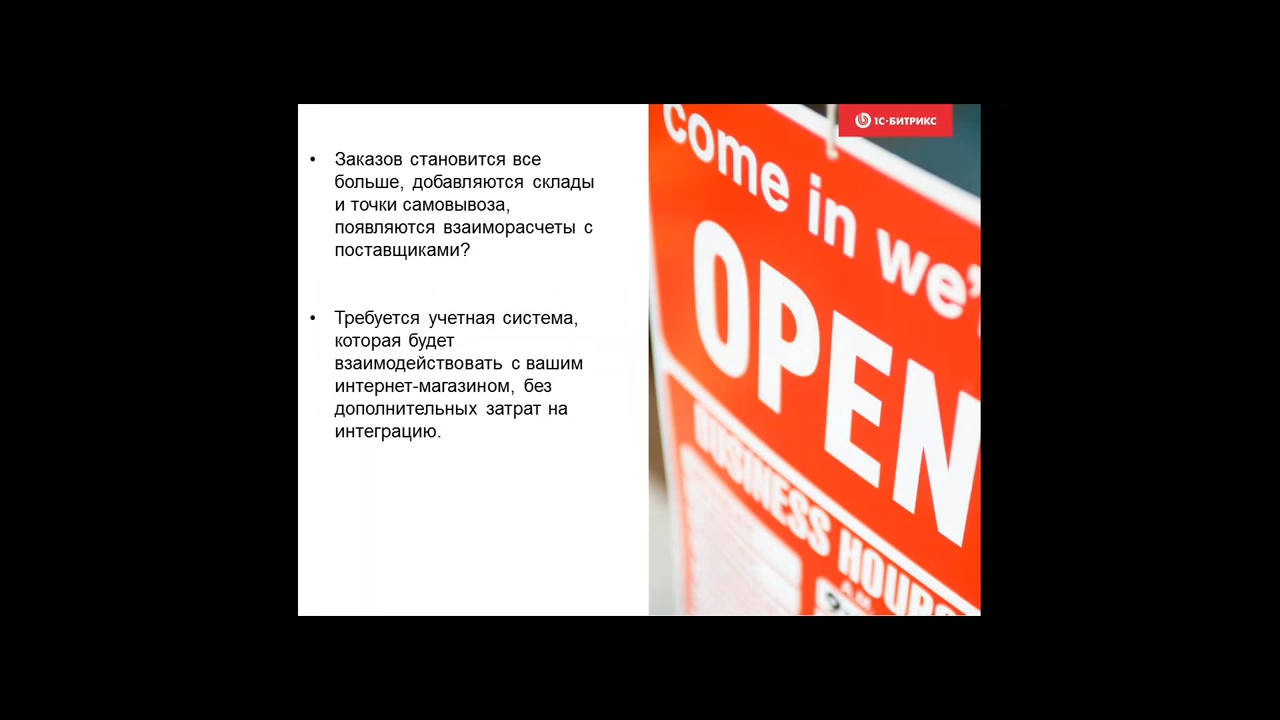 • Заказов становится все
больше, добавляются склады
и точки самовывоза,
появляются взаиморасчеты с
поставщиками?
• Требуется учетная система,
которая будет
взаимодействовать с вашим
интернет-магазином, без
дополнительных затрат на
интеграцию.
1С·БИТРИКС
come in we'
OPEN
BUSINESS HOURS